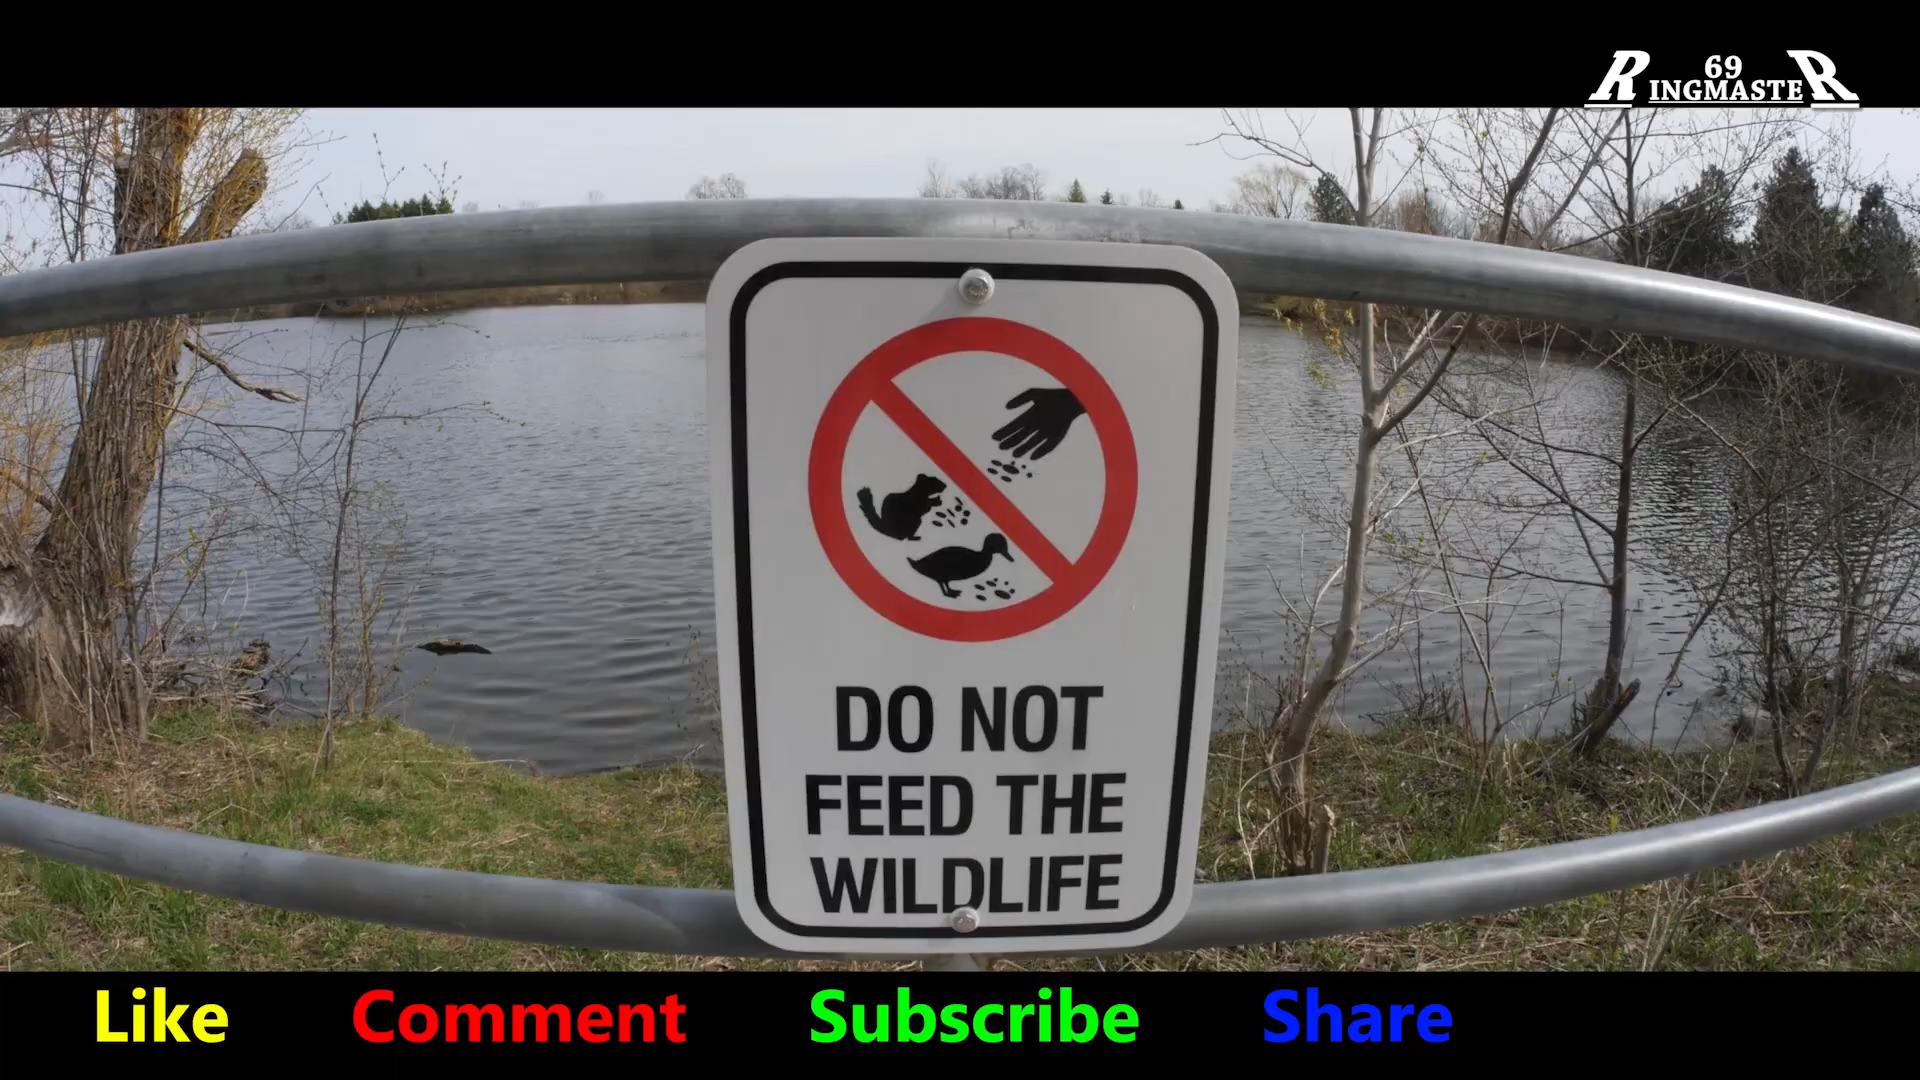 69
RINGMASTER
DO NOT
FEED THE
WILDLIFE
Like Comment Subscribe Share